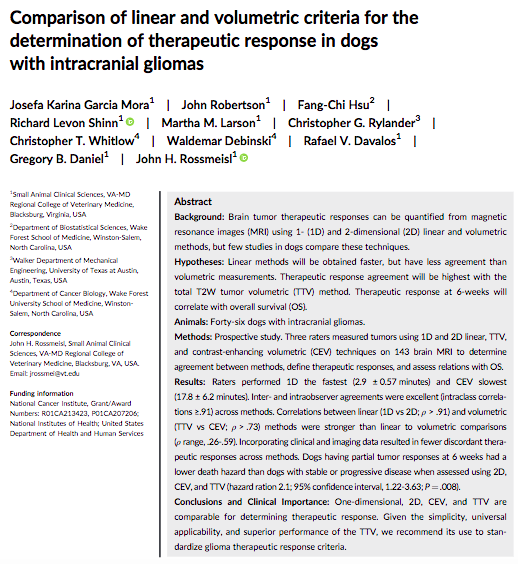 Comparison of linear and volumetric criteria for the
determination of therapeutic response in dogs
with intracranial gliomas
Josefa Karina Garcia Mora1 | John Robertson1 | Fang-Chi Hsu2 |
Richard Levon Shinn1 | Martha M. Larson1 | Christopher G. Rylander3 |
Christopher T. Whitlow4 | Waldemar Debinski4 | Rafael V. Davalos1 |
Gregory B. Daniel1 | John H. Rossmeisl1
1Small Animal Clinical Sciences, VA-MD
Regional College of Veterinary Medicine,
Blacksburg, Virginia, USA
2Department of Biostatistical Sciences, Wake
Forest School of Medicine, Winston-Salem,
North Carolina, USA
3Walker Department of Mechanical
Engineering, University of Texas at Austin,
Austin, Texas, USA
4Department of Cancer Biology, Wake Forest
University School of Medicine, Winston-
Salem, North Carolina, USA
Correspondence
John H. Rossmeisl, Small Animal Clinical
Sciences, VA-MD Regional College of
Veterinary Medicine, Blacksburg, VA, USA.
Email: jrossmei@vt.edu
Funding information
National Cancer Institute, Grant/Award
Numbers: R01CA213423, P01CA207206;
National Institutes of Health; United States
Department of Health and Human Services
Abstract
Background: Brain tumor therapeutic responses can be quantified from magnetic
resonance images (MRI) using 1- (1D) and 2-dimensional (2D) linear and volumetric
methods, but few studies in dogs compare these techniques.
Hypotheses: Linear methods will be obtained faster, but have less agreement than
volumetric measurements. Therapeutic response agreement will be highest with the
total T2W tumor volumetric (TTV) method. Therapeutic response at 6-weeks will
correlate with overall survival (OS).
Animals: Forty-six dogs with intracranial gliomas.
Methods: Prospective study. Three raters measured tumors using 1D and 2D linear, TTV,
and contrast-enhancing volumetric (CEV) techniques on 143 brain MRI to determine
agreement between methods, define therapeutic responses, and assess relations with OS.
Results: Raters performed 1D the fastest (2.9 ± 0.57 minutes) and CEV slowest
(17.8 ± 6.2 minutes). Inter- and intraobserver agreements were excellent (intraclass correla-
tions ≥.91) across methods. Correlations between linear (1D vs 2D; ρ > .91) and volumetric
(TTV vs CEV; ρ > .73) methods were stronger than linear to volumetric comparisons
(ρ range, .26-.59). Incorporating clinical and imaging data resulted in fewer discordant thera-
peutic responses across methods. Dogs having partial tumor responses at 6 weeks had a
lower death hazard than dogs with stable or progressive disease when assessed using 2D,
CEV, and TTV (hazard ration 2.1; 95% confidence interval, 1.22-3.63; P = .008).
Conclusions and Clinical Importance: One-dimensional, 2D, CEV, and TTV are
comparable for determining therapeutic response. Given the simplicity, universal
applicability, and superior performance of the TTV, we recommend its use to stan-
dardize glioma therapeutic response criteria.